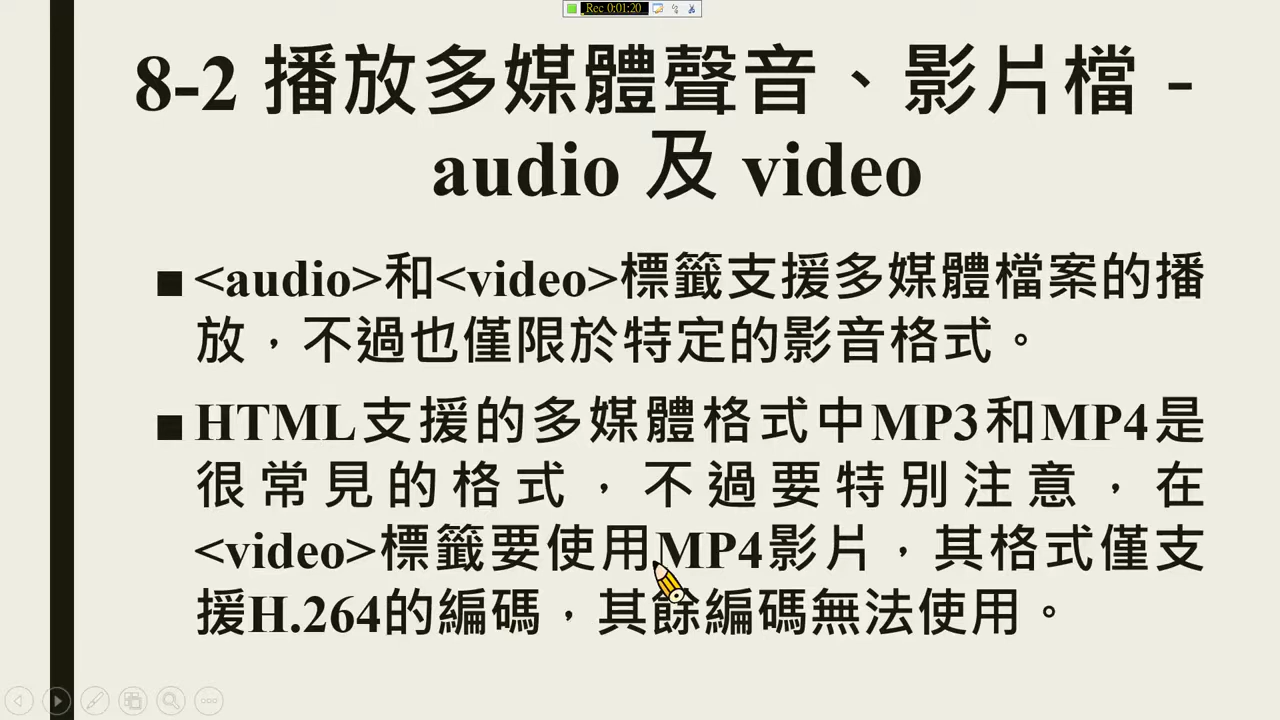 Rec 0:01:20
8-2 播放多媒體聲音、影片檔 -
audio 及 video
■ <audio>和<video>標籤支援多媒體檔案的播
放，不過也僅限於特定的影音格式。
■ HTML支援的多媒體格式中MP3和MP4是
很常見的格式，不過要特別注意，在
<video>標籤要使用MP4影片，其格式僅支
援H.264的編碼，其餘編碼無法使用。